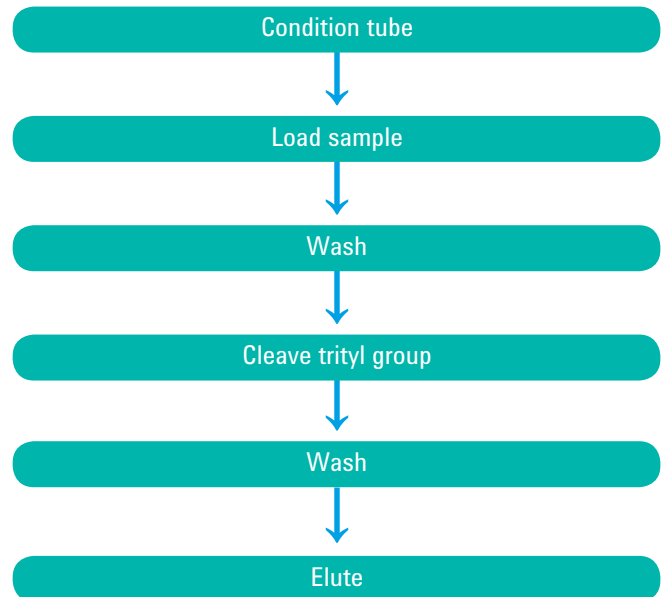 Condition tube
Load sample
Wash
Cleave trityl group
Wash
Elute